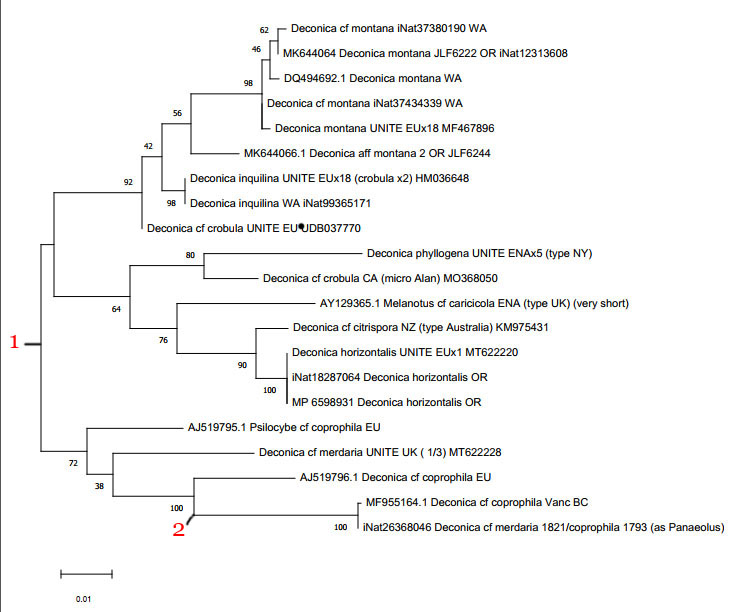 62
Deconica cf montana iNat37380190 WA
46
MK644064 Deconica montana JLF6222 OR iNat12313608
98
DQ494692.1 Deconica montana WA
Deconica cf montana iNat37434339 WA
56
Deconica montana UNITE EUx18 MF467896
42
MK644066.1 Deconica aff montana 2 OR JLF6244
92
Deconica inquilina UNITE EUx18 (crobula x2) HM036648
98
Deconica inquilina WA iNat99365171
Deconica cf crobula UNITE EU UDB037770
80
Deconica phyllogena UNITE ENAx5 (type NY)
Deconica cf crobula CA (micro Alan) MO368050
64
AY129365.1 Melanotus cf caricicola ENA (type UK) (very short)
76
Deconica cf citrispora NZ (type Australia) KM975431
1
Deconica horizontalis UNITE EUx1 MT622220
90
iNat18287064 Deconica horizontalis OR
100
MP 6598931 Deconica horizontalis OR
AJ519795.1 Psilocybe cf coprophila EU
72
Deconica cf merdaria UNITE UK ( 1/3) MT622228
38
AJ519796.1 Deconica cf coprophila EU
100
MF955164.1 Deconica cf coprophila Vanc BC
2
100
iNat26368046 Deconica cf merdaria 1821/coprophila 1793 (as Panaeolus)
0.01